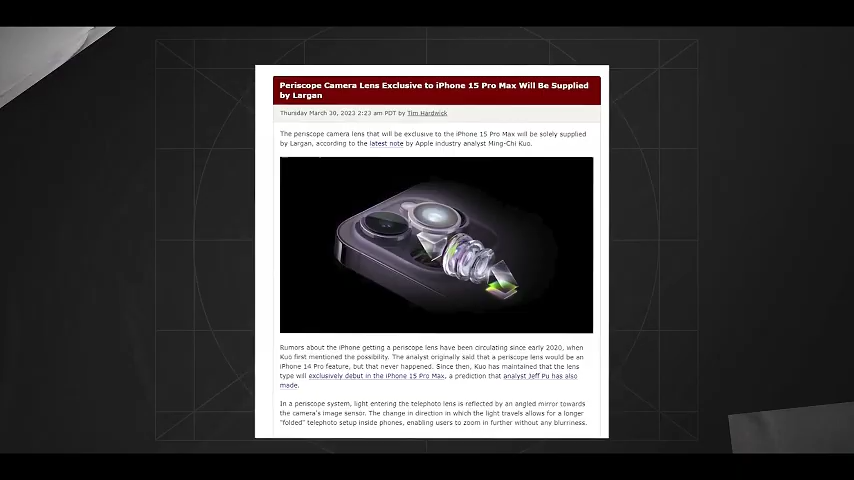 Periscope Camera Lens Exclusive to iPhone 15 Pro Max Will Be Supplied
by Largan
Thursday March 30, 2023 2:23 am PDT by Tim Hardwick
The periscope camera lens that will be exclusive to the iPhone 15 Pro Max will be solely supplied
by Largan, according to the latest note by Apple industry analyst Ming-Chi Kuo.
Rumors about the iPhone getting a periscope lens have been circulating since early 2020, when
Kuo first mentioned the possibility. The analyst originally said that a periscope lens would be an
iPhone 14 Pro feature, but that never happened. Since then, Kuo has maintained that the lens
type will exclusively debut in the iPhone 15 Pro Max, a prediction that analyst Jeff Pu has also
made.
In a periscope system, light entering the telephoto lens is reflected by an angled mirror towards
the camera's image sensor. The change in direction in which the light travels allows for a longer
"folded" telephoto setup inside phones, enabling users to zoom in further without any blurriness.